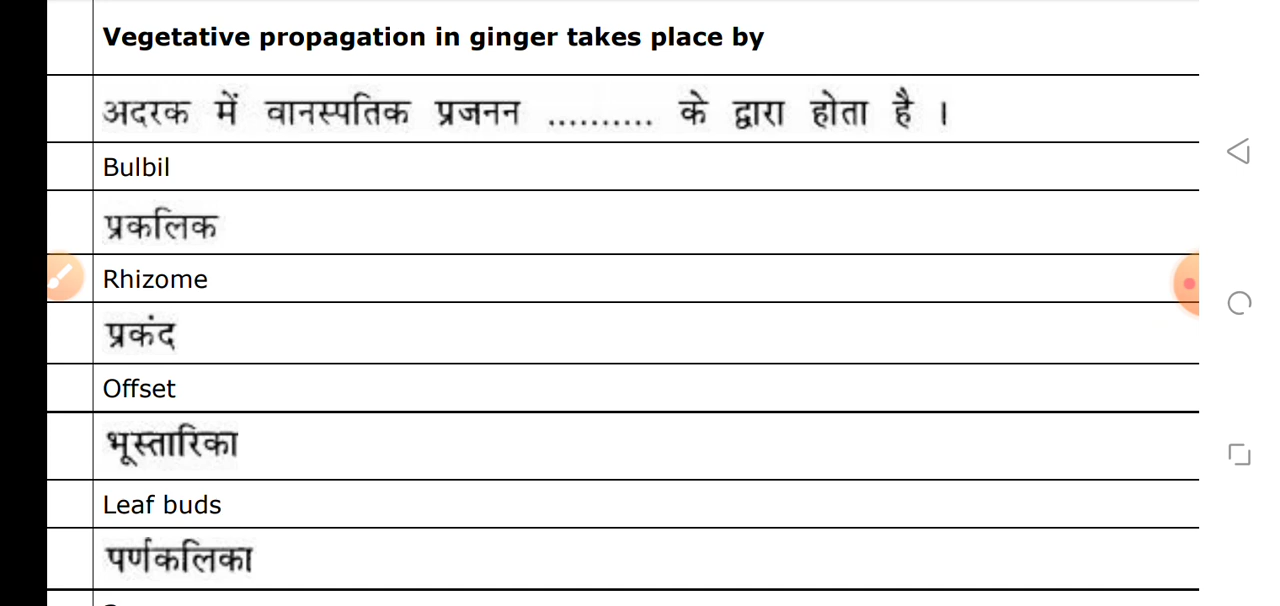 Vegetative propagation in ginger takes place by
अदरक में वानस्पतिक प्रजनन .......... के द्वारा होता है ।
Bulbil
प्रकलिक
Rhizome
प्रकंद
Offset
भूस्तारिका
Leaf buds
पर्णकलिका